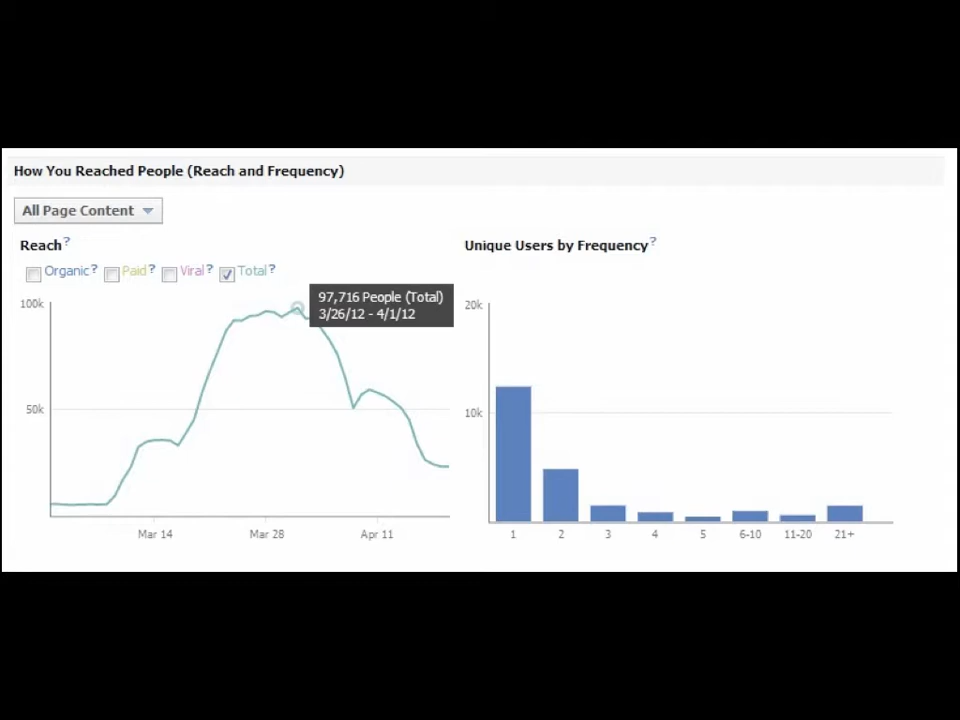 How You Reached People (Reach and Frequency)
All Page Content
Reach?
Organic? Paid? Viral? Total?
100k
50k
97,716 People (Total)
3/26/12 - 4/1/12
Mar 14 Mar 28 Apr 11
Unique Users by Frequency?
20k
10k
1 2 3 4 5 6-10 11-20 21+